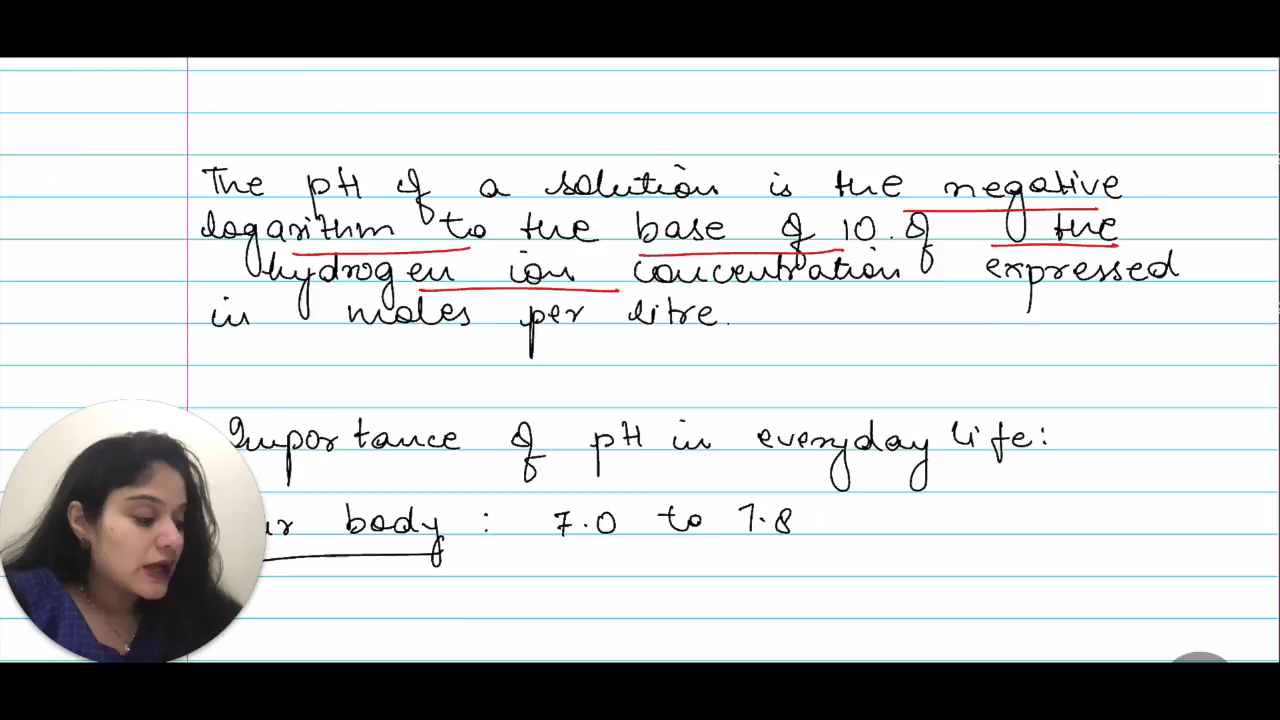 The pH of a solution is the negative
logarithm to the base of 10. of the
hydrogen ion concentration expressed
in moles per litre.
Importance of pH in everyday life:
body : 7.0 to 7.8